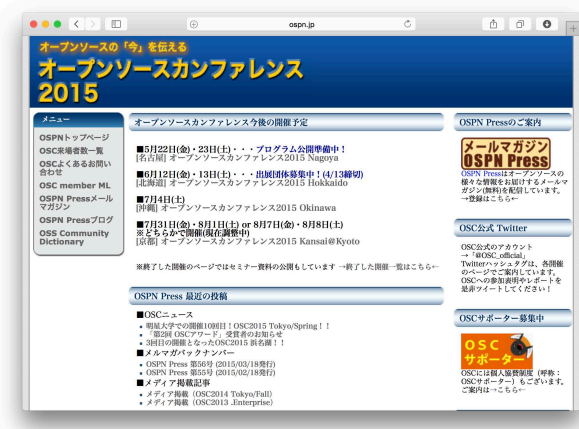 ospn.jp
オープンソースの「今」を伝える
オープンソースカンファレンス
2015
メニュー
OSPNトップページ
OSC来場者数一覧
OSCよくあるお問い
合わせ
OSC member ML
OSPN Pressメール
マガジン
OSPN Pressブログ
OSS Community
Dictionary
オープンソースカンファレンス今後の開催予定
■5月22日(金)・23日(土)・・・プログラム公開準備中！
[名古屋] オープンソースカンファレンス2015 Nagoya
■6月12日(金)・13日(土)・・・出展団体募集中！(4/13締切)
[北海道] オープンソースカンファレンス2015 Hokkaido
■7月4日(土)
[沖縄] オープンソースカンファレンス2015 Okinawa
■7月31日(金)・8月1日(土) or 8月7日(金)・8月8日(土)
※どちらかで開催(現在調整中)
[京都] オープンソースカンファレンス2015 Kansai@Kyoto
※終了した開催のページではセミナー資料の公開もしています →終了した開催一覧はこちら←
OSPN Press 最近の投稿
■OSCニュース
明星大学での開催10回目！OSC2015 Tokyo/Spring！！
「第2回 OSCアワード」受賞者のお知らせ
3回目の開催となったOSC2015 浜名湖！！
■メルマガバックナンバー
OSPN Press 第56号 (2015/03/18発行)
OSPN Press 第55号 (2015/02/18発行)
■メディア掲載記事
メディア掲載（OSC2014 Tokyo/Fall）
メディア掲載（OSC2013 .Enterprise）
OSPN Pressのご案内
メールマガジン
OSPN Press
OSPN Pressはオープンソースの
様々な情報をお届けするメールマ
ガジン(無料)を配信しています。
→登録はこちら←
OSC公式 Twitter
OSC公式のアカウント
→「@OSC_official」
Twitterハッシュタグは、各開催
のページでご案内しています。
OSCへの参加表明やレポートを
是非ツイートしてください！
OSCサポーター募集中
OSC
サポーター
OSCには個人協賛制度（呼称：
OSCサポーター）もございます。
ご案内は→こちら←